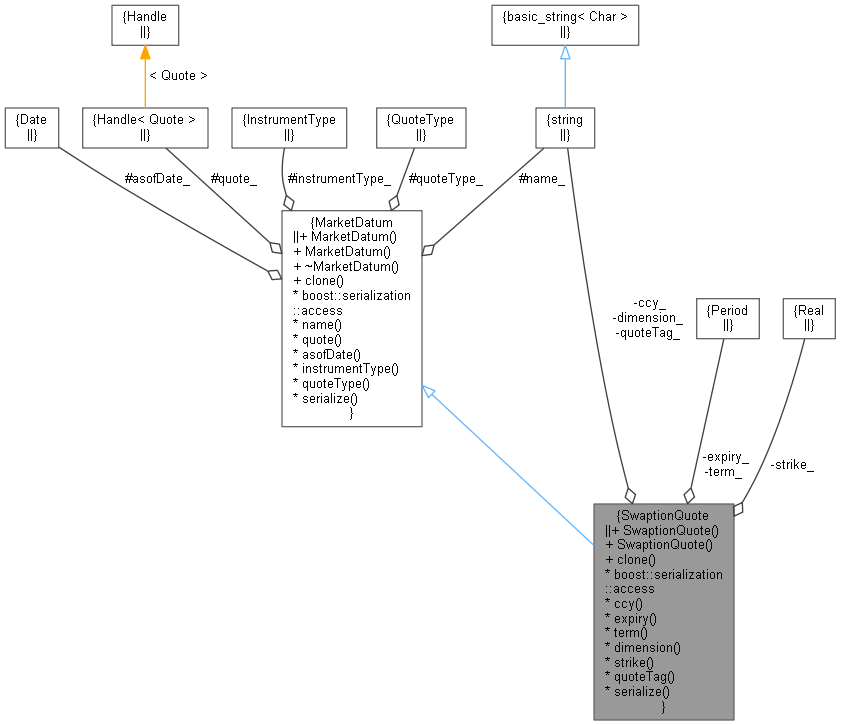 {Handle
||}
{basic_string< Char >
||}
< Quote >
{Date
||}
{Handle< Quote >
||}
{InstrumentType
||}
{QuoteType
||}
{string
||}
#asofDate_
#quote_
#instrumentType_
#quoteType_
#name_
{MarketDatum
||+ MarketDatum()
+ MarketDatum()
+ ~MarketDatum()
+ clone()
* boost::serialization
::access
* name()
* quote()
* asofDate()
* instrumentType()
* quoteType()
* serialize()
}
-ccy_
-dimension_
-quoteTag_
{Period
||}
{Real
||}
-expiry_
-term_
-strike_
{SwaptionQuote
||+ SwaptionQuote()
+ SwaptionQuote()
+ clone()
* boost::serialization
::access
* ccy()
* expiry()
* term()
* dimension()
* strike()
* quoteTag()
* serialize()
}